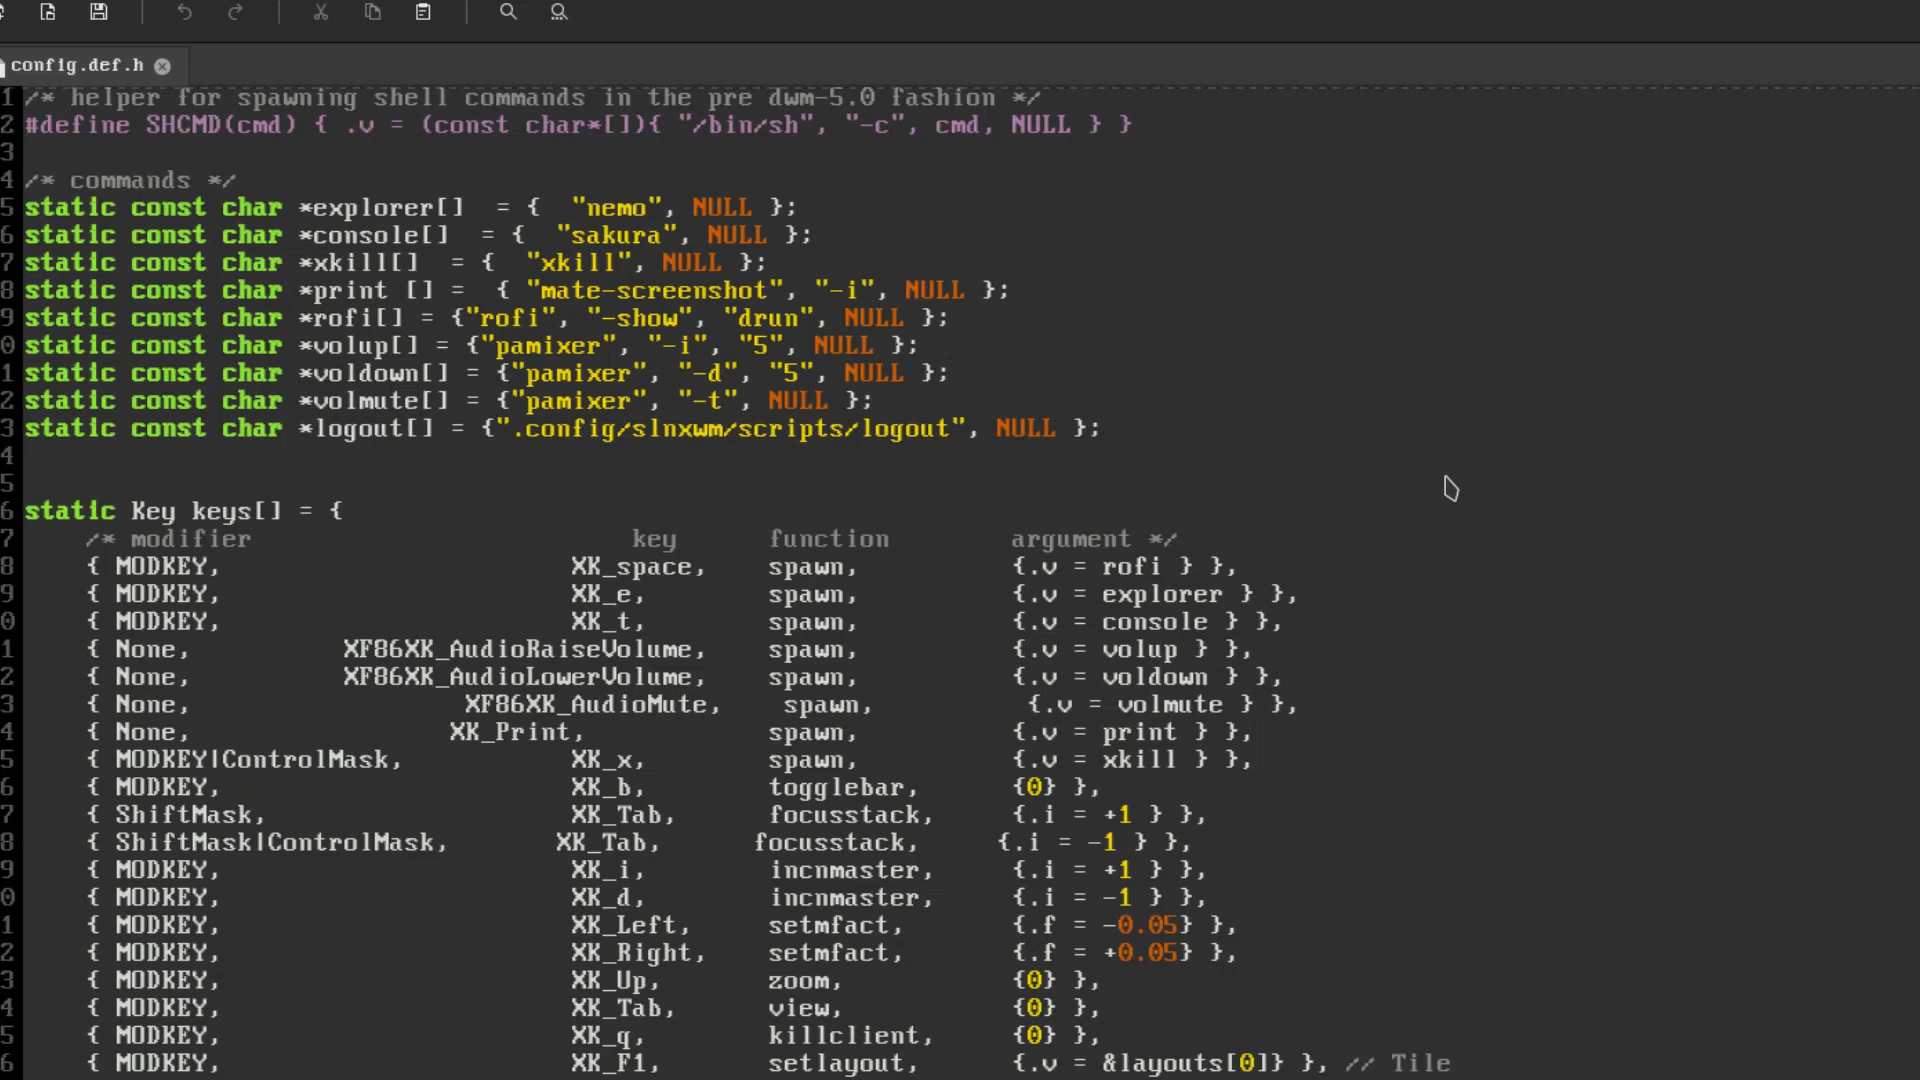 config.def.h
1 /* helper for spawning shell commands in the pre dwm-5.0 fashion */
2 #define SHCMD(cmd) { .v = (const char*[]){ "/bin/sh", "-c", cmd, NULL } }
3
4 /* commands */
5 static const char *explorer[]  = {  "nemo", NULL };
6 static const char *console[]  = {  "sakura", NULL };
7 static const char *xkill[]  = {  "xkill", NULL };
8 static const char *print [] =  { "mate-screenshot", "-i", NULL };
9 static const char *rofi[] = {"rofi", "-show", "drun", NULL };
0 static const char *volup[] = {"pamixer", "-i", "5", NULL };
1 static const char *voldown[] = {"pamixer", "-d", "5", NULL };
2 static const char *volmute[] = {"pamixer", "-t", NULL };
3 static const char *logout[] = {".config/slnxwm/scripts/logout", NULL };
4
5
6 static Key keys[] = {
7 /* modifier key function argument */
8 { MODKEY, XK_space, spawn, {.v = rofi } },
9 { MODKEY, XK_e, spawn, {.v = explorer } },
0 { MODKEY, XK_t, spawn, {.v = console } },
1 { None, XF86XK_AudioRaiseVolume, spawn, {.v = volup } },
2 { None, XF86XK_AudioLowerVolume, spawn, {.v = voldown } },
3 { None, XF86XK_AudioMute, spawn, {.v = volmute } },
4 { None, XK_Print, spawn, {.v = print } },
5 { MODKEY|ControlMask, XK_x, spawn, {.v = xkill } },
6 { MODKEY, XK_b, togglebar, {0} },
7 { ShiftMask, XK_Tab, focusstack, {.i = +1 } },
8 { ShiftMask|ControlMask, XK_Tab, focusstack, {.i = -1 } },
9 { MODKEY, XK_i, incnmaster, {.i = +1 } },
0 { MODKEY, XK_d, incnmaster, {.i = -1 } },
1 { MODKEY, XK_Left, setmfact, {.f = -0.05} },
2 { MODKEY, XK_Right, setmfact, {.f = +0.05} },
3 { MODKEY, XK_Up, zoom, {0} },
4 { MODKEY, XK_Tab, view, {0} },
5 { MODKEY, XK_q, killclient, {0} },
6 { MODKEY, XK_F1, setlayout, {.v = &layouts[0]} }, // Tile